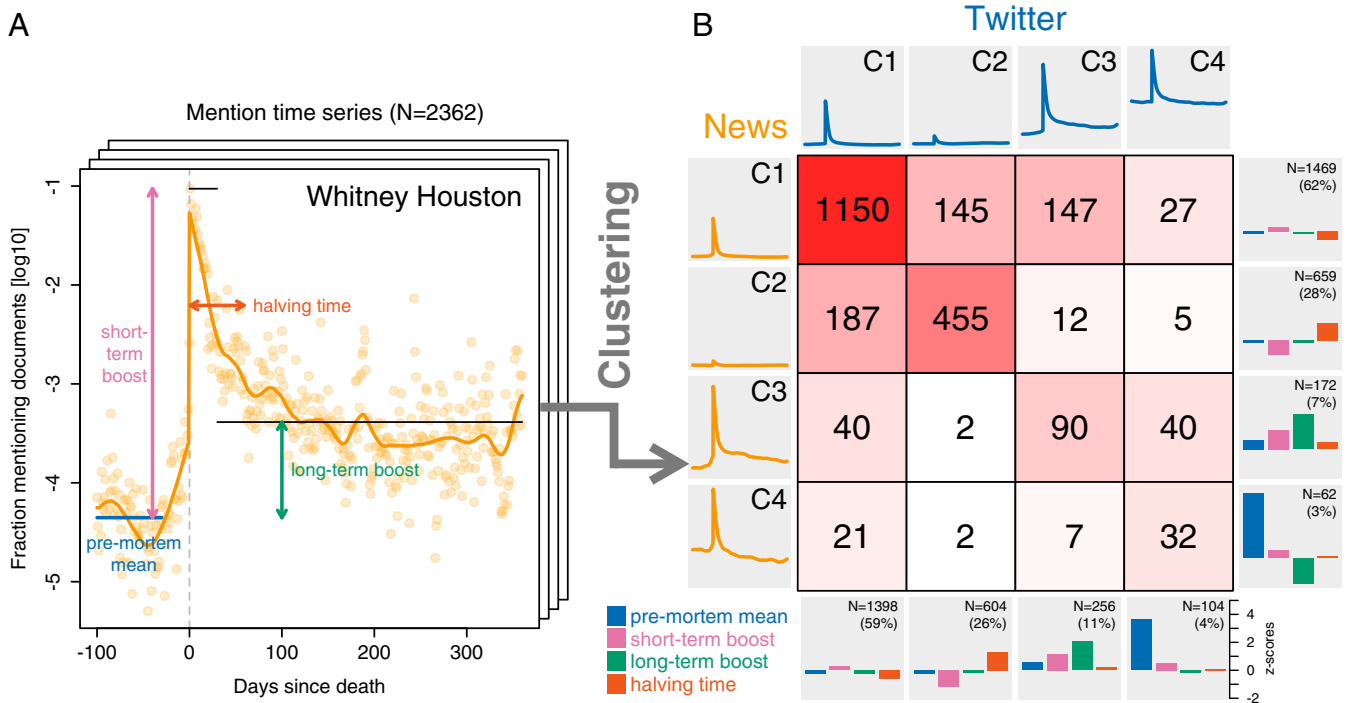 A
Mention time series (N=2362)
Whitney Houston
Fraction mentioning documents [log10]
-1
-2
-3
-4
-5
short-
term
boost
halving time
long-term boost
pre-mortem
mean
-100
0
100
200
300
Days since death
Clustering
B
Twitter
News
C1
C2
C3
C4
C1
1150
145
147
27
N=1469
(62%)
C2
187
455
12
5
N=659
(28%)
C3
40
2
90
40
N=172
(7%)
C4
21
2
7
32
N=62
(3%)
pre-mortem mean
short-term boost
long-term boost
halving time
N=1398
(59%)
N=604
(26%)
N=256
(11%)
N=104
(4%)
4
2
0
-2
z-scores